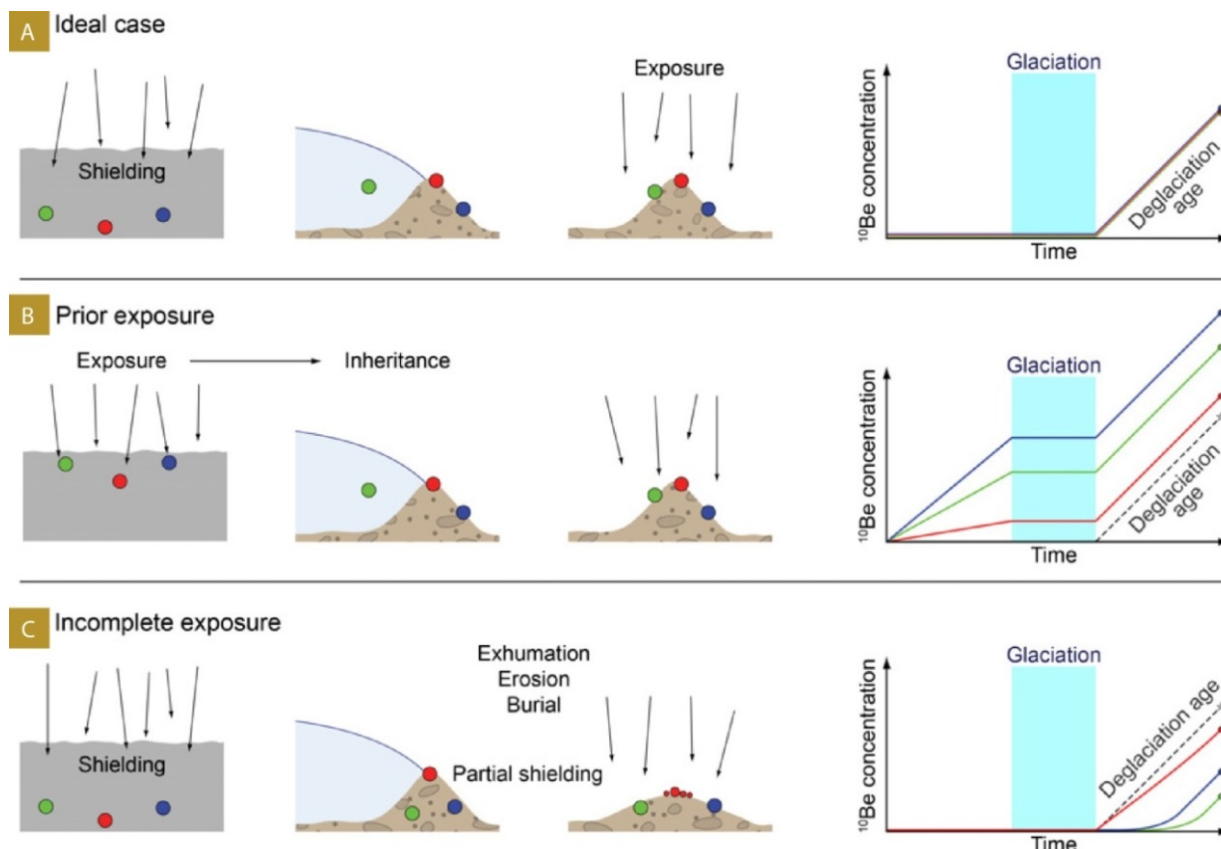 A Ideal case
Shielding
Exposure
Glaciation
¹⁰Be concentration
Deglaciation
age
Time
B Prior exposure
Exposure
Inheritance
Glaciation
¹⁰Be concentration
Deglaciation
age
Time
C Incomplete exposure
Shielding
Exhumation
Erosion
Burial
Partial shielding
Glaciation
¹⁰Be concentration
Deglaciation age
Time